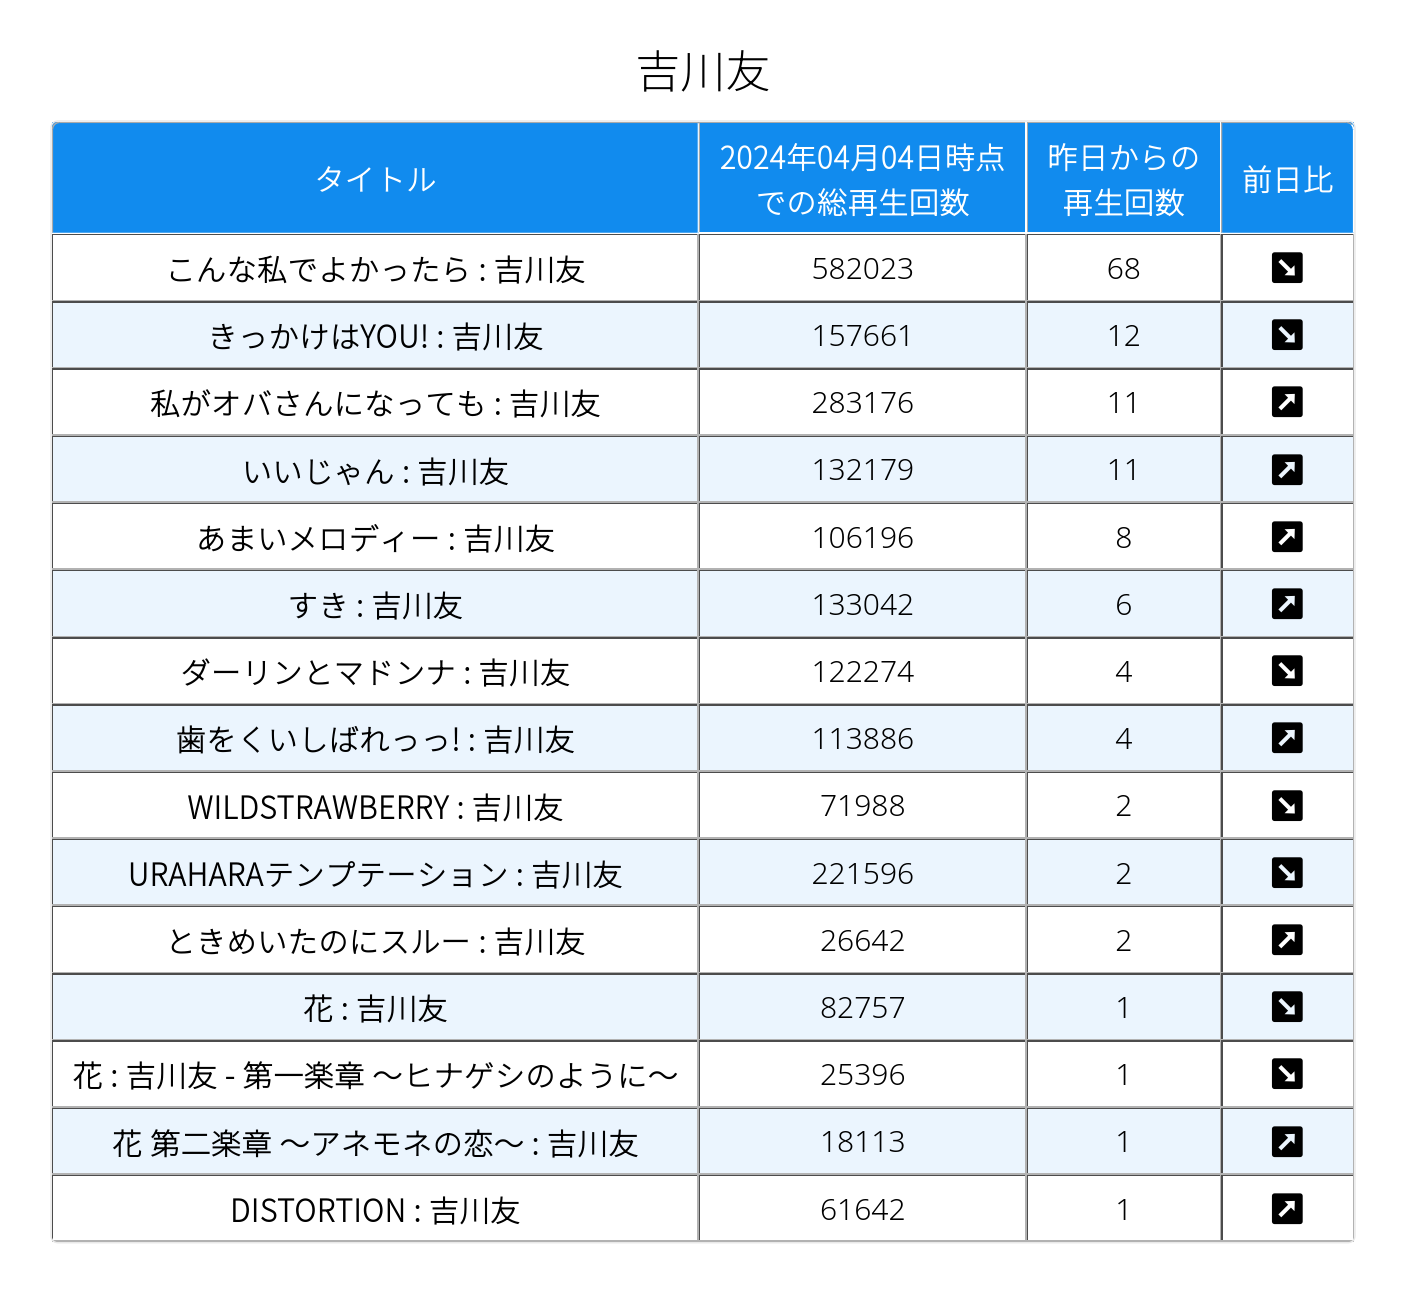 吉川友
タイトル 2024年04月04日時点での総再生回数 昨日からの再生回数 前日比
こんな私でよかったら : 吉川友 582023 68 ↘
きっかけはYOU! : 吉川友 157661 12 ↘
私がオバさんになっても : 吉川友 283176 11 ↗
いいじゃん : 吉川友 132179 11 ↗
あまいメロディー : 吉川友 106196 8 ↗
すき : 吉川友 133042 6 ↗
ダーリンとマドンナ : 吉川友 122274 4 ↘
歯をくいしばれっっ! : 吉川友 113886 4 ↗
WILDSTRAWBERRY : 吉川友 71988 2 ↘
URAHARAテンプテーション : 吉川友 221596 2 ↘
ときめいたのにスルー : 吉川友 26642 2 ↗
花 : 吉川友 82757 1 ↘
花 : 吉川友 - 第一楽章 〜ヒナゲシのように〜 25396 1 ↘
花 第二楽章 〜アネモネの恋〜 : 吉川友 18113 1 ↗
DISTORTION : 吉川友 61642 1 ↗